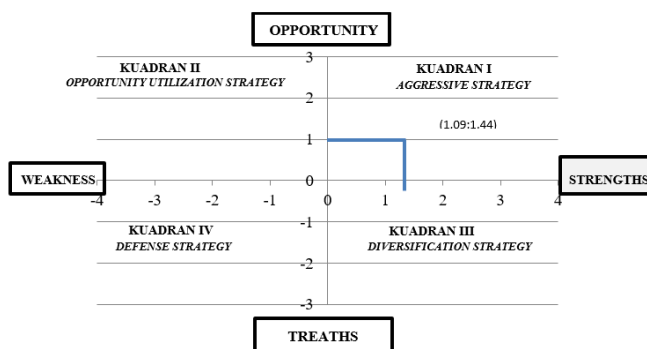 OPPORTUNITY
3
KUADRAN II
OPPORTUNITY UTILIZATION STRATEGY
KUADRAN I
AGGRESSIVE STRATEGY
2
(1.09:1.44)
1
WEAKNESS
0
STRENGTHS
-4 -3 -2 -1 0 1 2 3 4
KUADRAN IV
DEFENSE STRATEGY
-1
KUADRAN III
DIVERSIFICATION STRATEGY
-2
-3
TREATHS